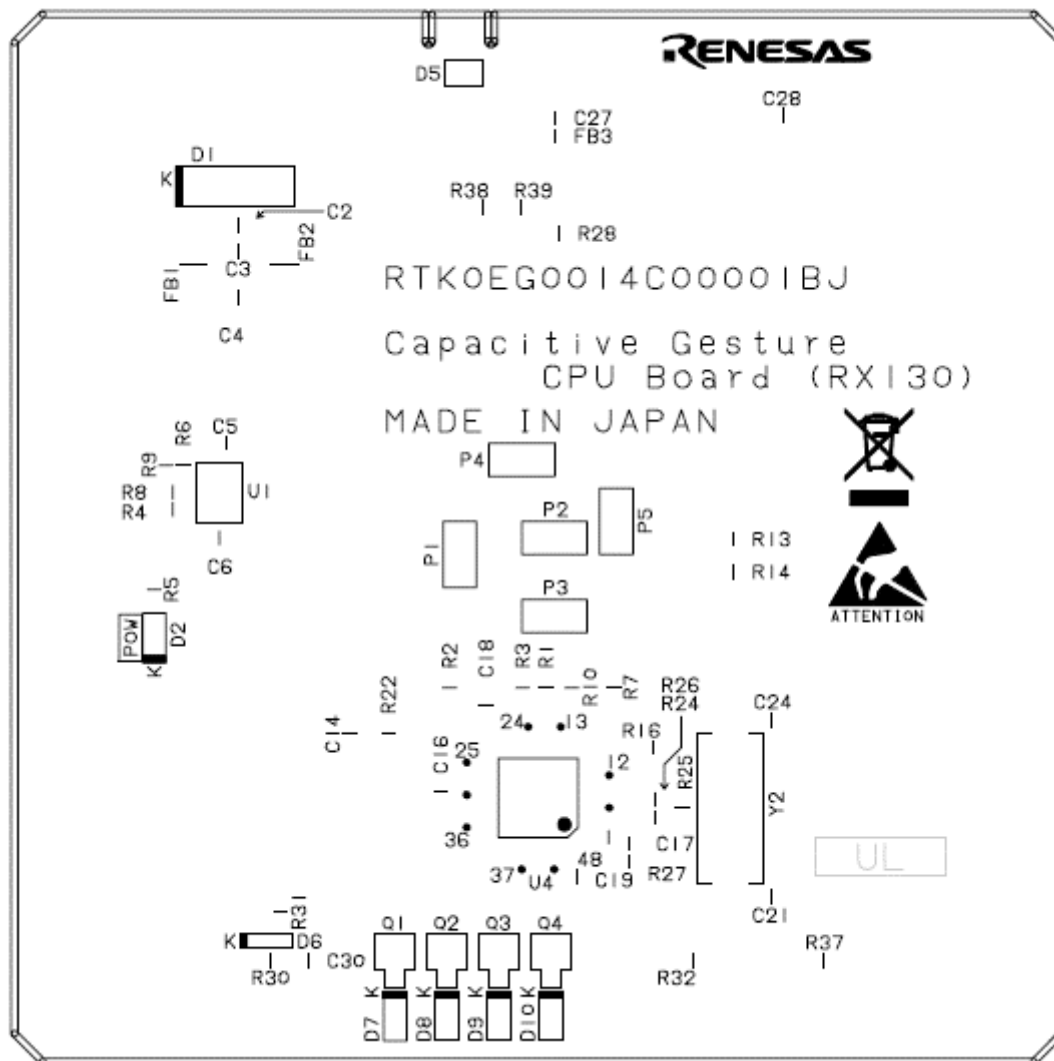 RENESAS
D5
C28
C27
FB3
D1
K
R38 R39
C2
R28
FB2
FB1
C3
RTK0EG0014C00001BJ
C4
Capacitive Gesture
CPU Board (RX130)
MADE IN JAPAN
C5
R6
P4
R9
R8
U1
R4
P2
P5
P1
R13
C6
R14
P3
R5
ATTENTION
POW
D2
K
R2
C18
R3
R1
R10
R7
R26
R24
C24
R22
C14
24 13
R16
25
C16
12
R25
Y2
36
1
C17
UL
48
37 U4 C19 R27
C21
R31
Q1 Q2 Q3 Q4
K D6
R37
C30
R30
R32
K K K K
D7 D8 D9 D10